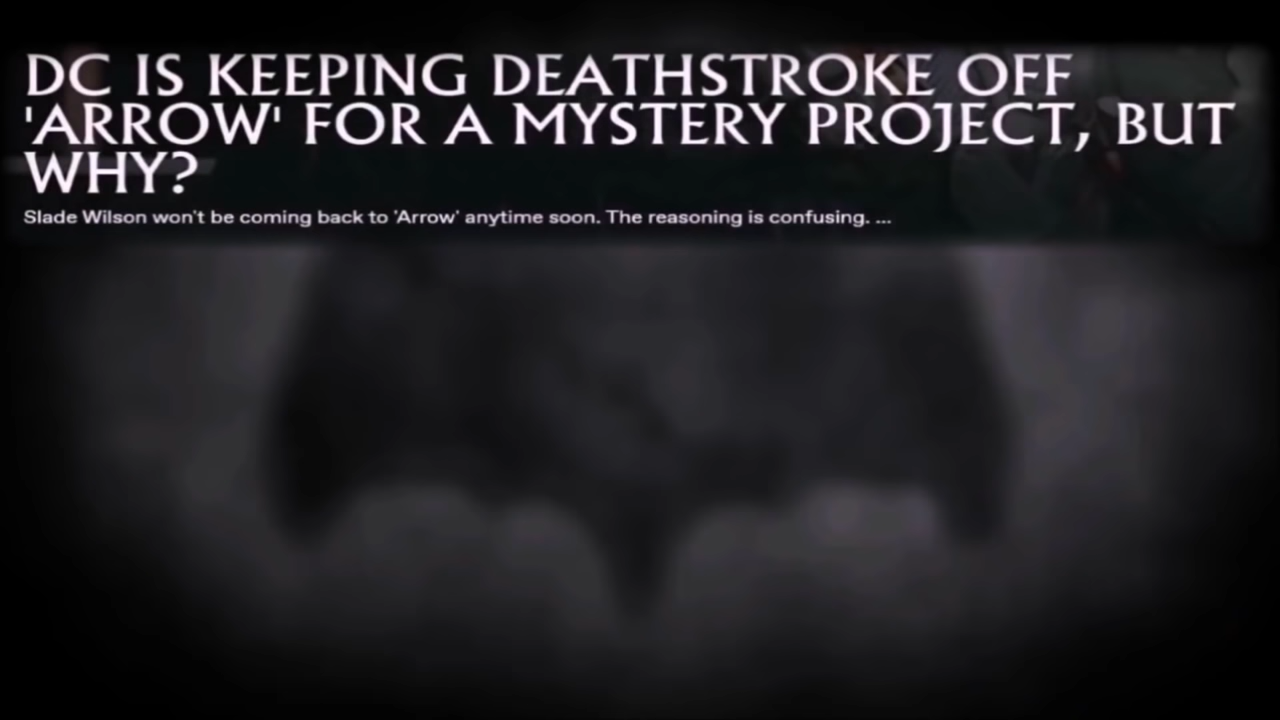 DC IS KEEPING DEATHSTROKE OFF
'ARROW' FOR A MYSTERY PROJECT, BUT
WHY?
Slade Wilson won't be coming back to 'Arrow' anytime soon. The reasoning is confusing. ...